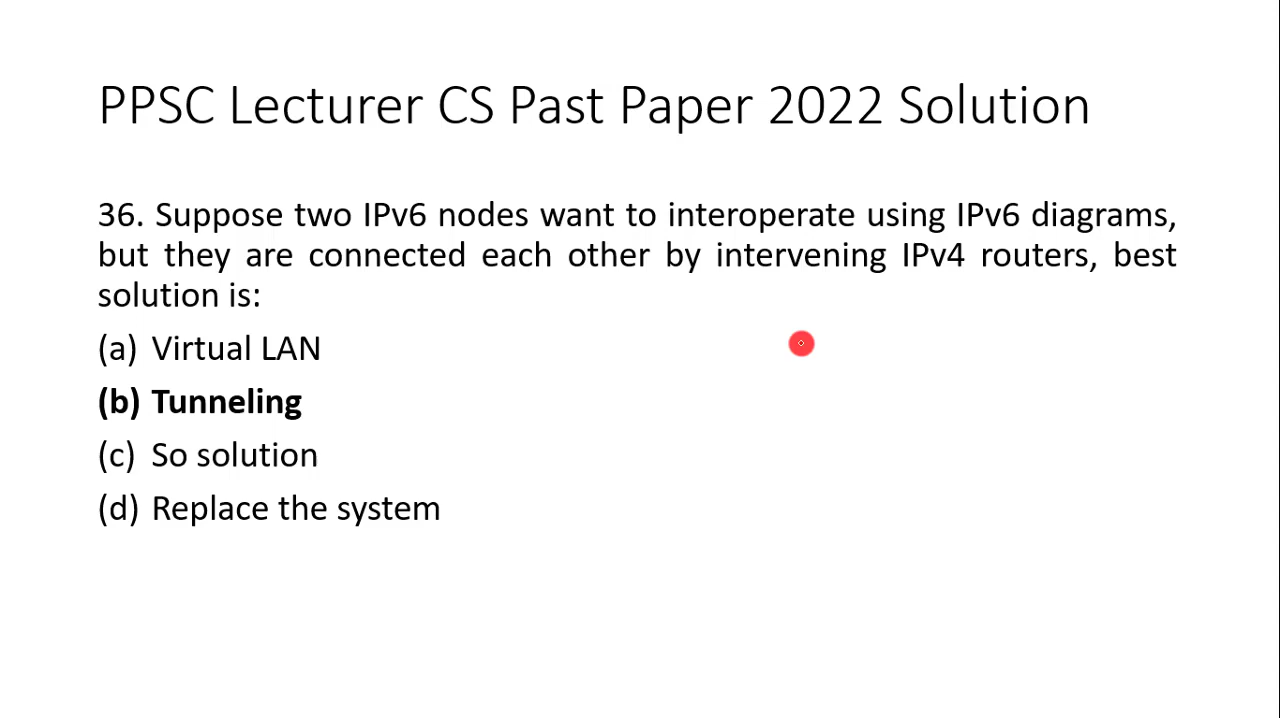 PPSC Lecturer CS Past Paper 2022 Solution
36. Suppose two IPv6 nodes want to interoperate using IPv6 diagrams,
but they are connected each other by intervening IPv4 routers, best
solution is:
(a) Virtual LAN
(b) Tunneling
(c) So solution
(d) Replace the system